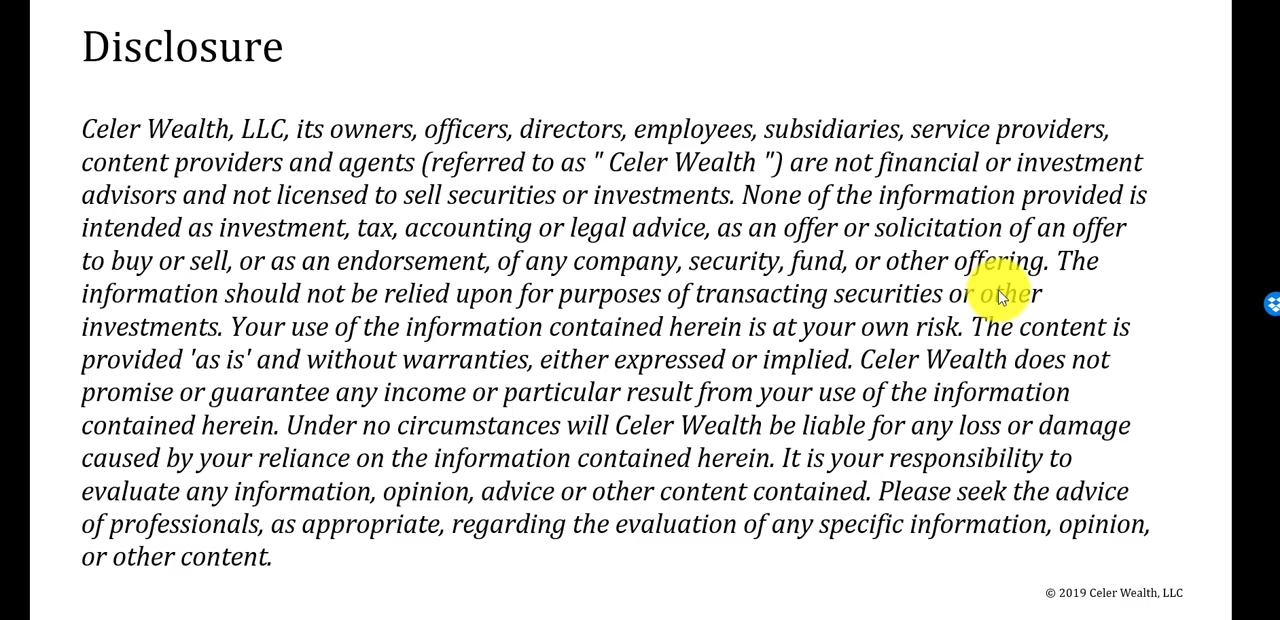 Disclosure
Celer Wealth, LLC, its owners, officers, directors, employees, subsidiaries, service providers,
content providers and agents (referred to as " Celer Wealth ") are not financial or investment
advisors and not licensed to sell securities or investments. None of the information provided is
intended as investment, tax, accounting or legal advice, as an offer or solicitation of an offer
to buy or sell, or as an endorsement, of any company, security, fund, or other offering. The
information should not be relied upon for purposes of transacting securities or other
investments. Your use of the information contained herein is at your own risk. The content is
provided 'as is' and without warranties, either expressed or implied. Celer Wealth does not
promise or guarantee any income or particular result from your use of the information
contained herein. Under no circumstances will Celer Wealth be liable for any loss or damage
caused by your reliance on the information contained herein. It is your responsibility to
evaluate any information, opinion, advice or other content contained. Please seek the advice
of professionals, as appropriate, regarding the evaluation of any specific information, opinion,
or other content.
© 2019 Celer Wealth, LLC